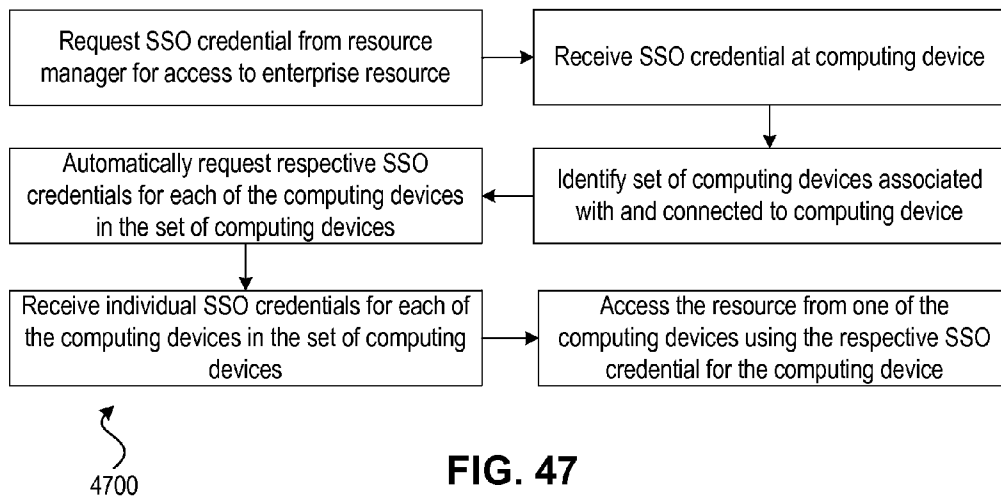 Request SSO credential from resource
manager for access to enterprise resource
Receive SSO credential at computing device
Identify set of computing devices associated
with and connected to computing device
Automatically request respective SSO
credentials for each of the computing devices
in the set of computing devices
Receive individual SSO credentials for each of
the computing devices in the set of computing
devices
Access the resource from one of the
computing devices using the respective SSO
credential for the computing device
4700
FIG. 47